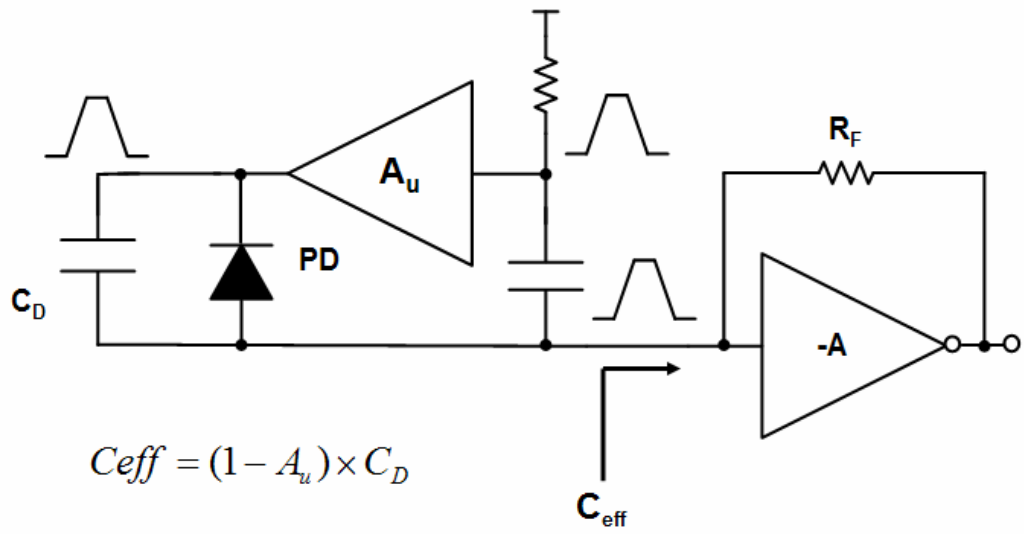 R_F
A_u
PD
C_D
-A
Ceff = (1 − A_u) × C_D
C_eff